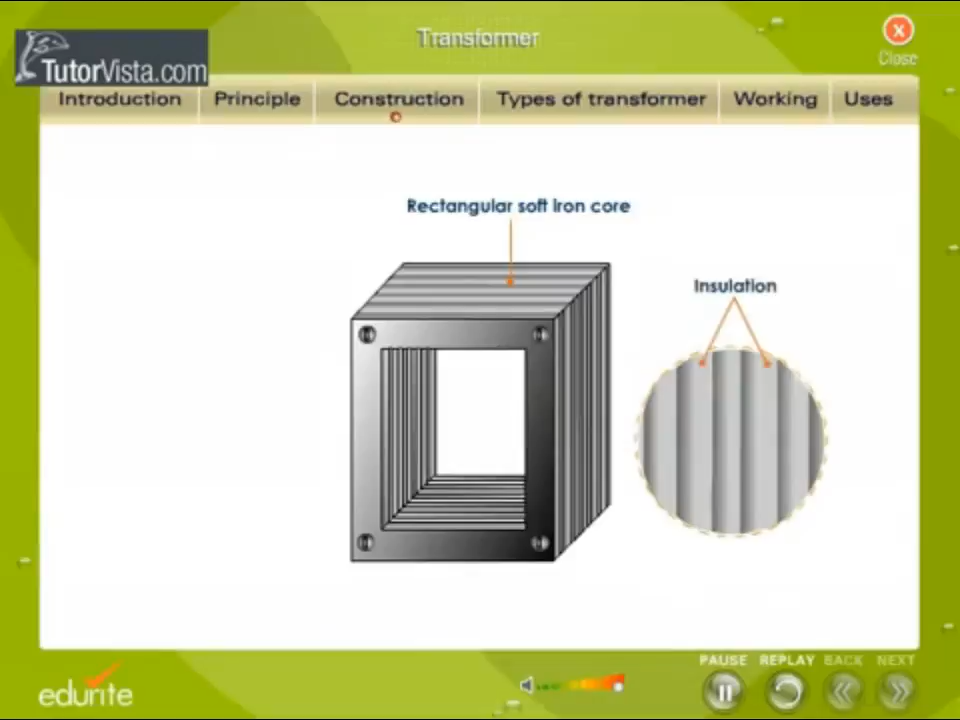 Transformer
Close
TutorVista.com
Introduction
Principle
Construction
Types of transformer
Working
Uses
Rectangular soft iron core
Insulation
PAUSE
REPLAY
BACK
NEXT
edurite